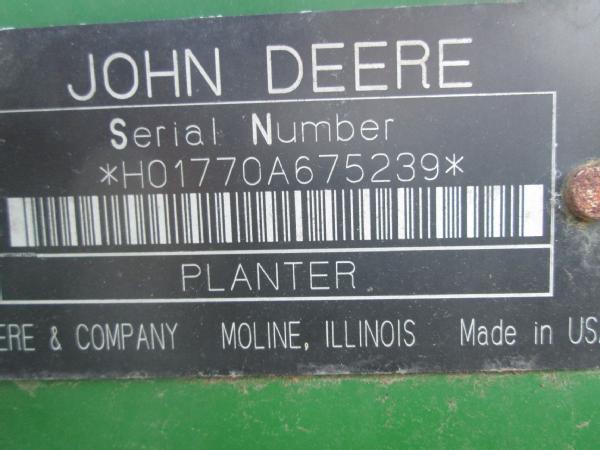 JOHN DEERE
Serial Number
*H01770A675239*
PLANTER
ERE & COMPANY MOLINE, ILLINOIS Made in US